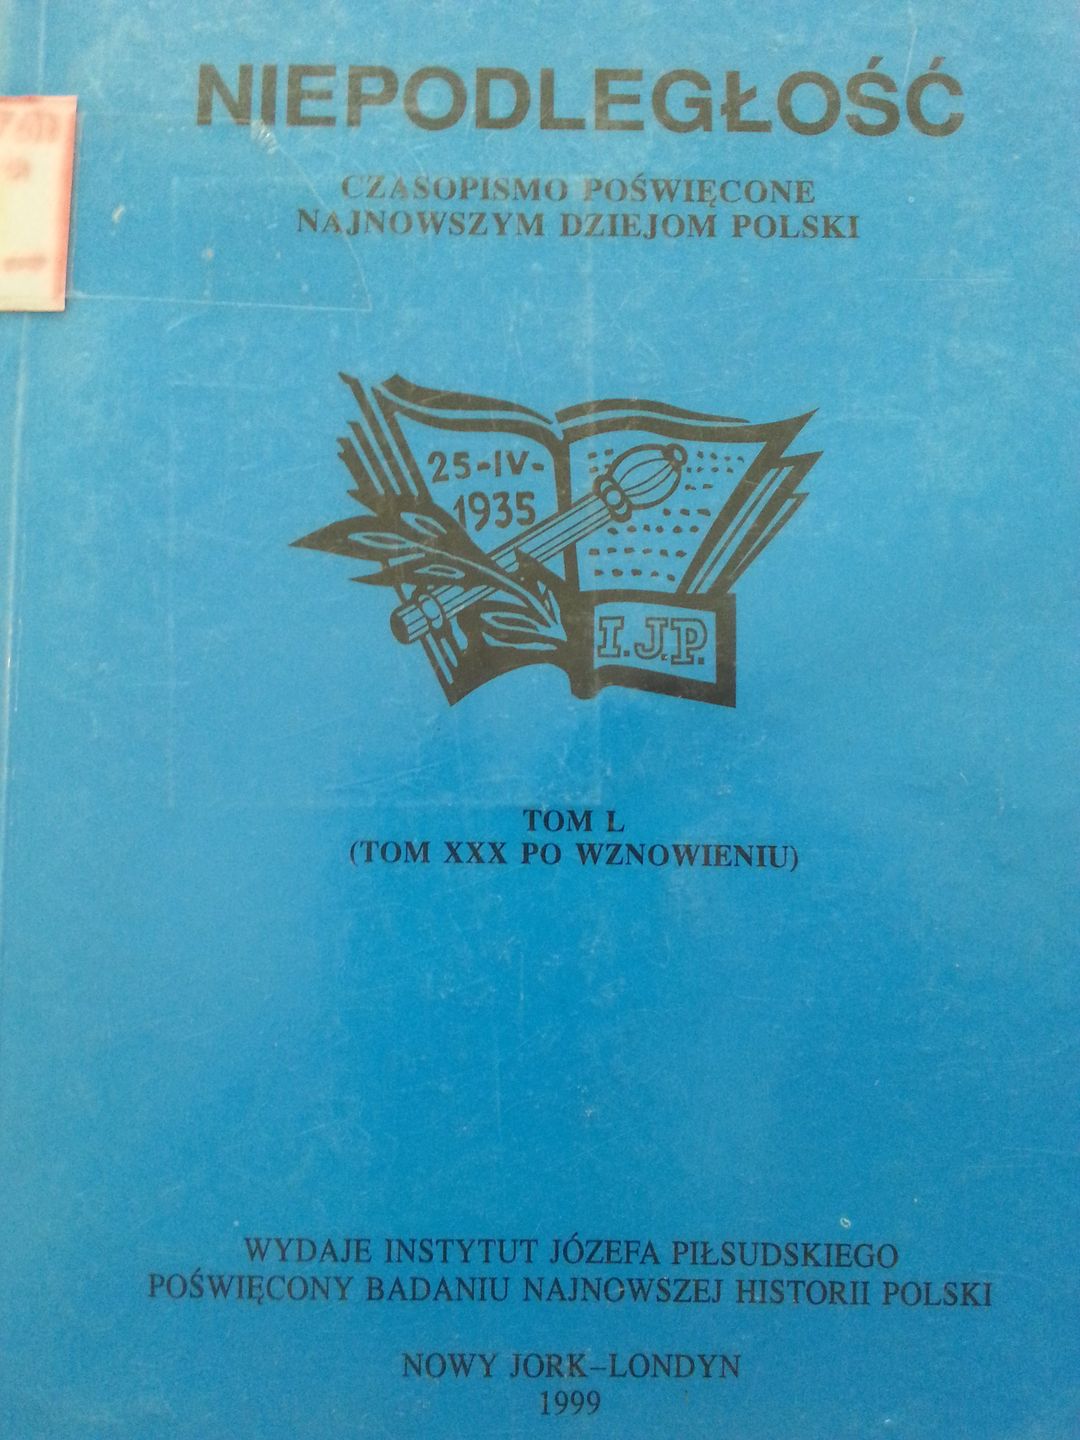 NIEPODLEGŁOŚĆ
CZASOPISMO POŚWIĘCONE
NAJNOWSZYM DZIEJOM POLSKI
25-IV-
1935
I.J.P.
TOM L
(TOM XXX PO WZNOWIENIU)
WYDAJE INSTYTUT JÓZEFA PIŁSUDSKIEGO
POŚWIĘCONY BADANIU NAJNOWSZEJ HISTORII POLSKI
NOWY JORK–LONDYN
1999